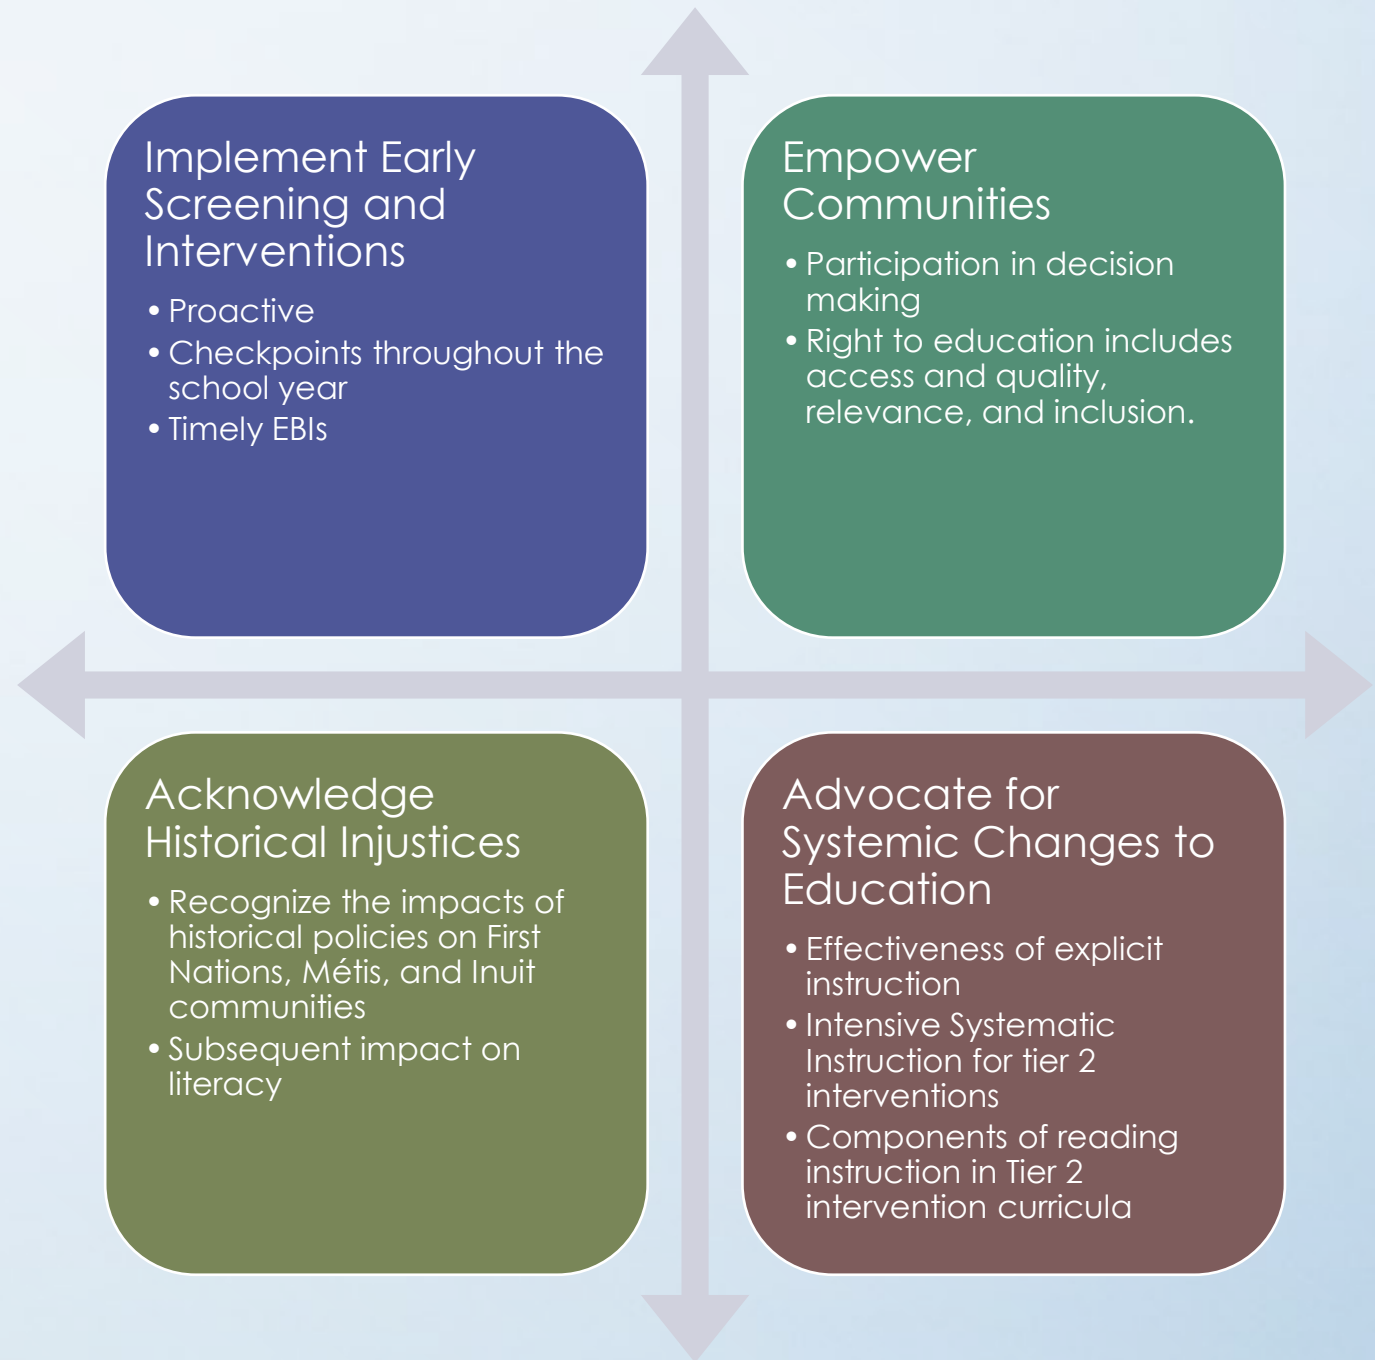 Implement Early
Screening and
Interventions
• Proactive
• Checkpoints throughout the
school year
• Timely EBIs
Empower
Communities
• Participation in decision
making
• Right to education includes
access and quality,
relevance, and inclusion.
Acknowledge
Historical Injustices
• Recognize the impacts of
historical policies on First
Nations, Métis, and Inuit
communities
• Subsequent impact on
literacy
Advocate for
Systemic Changes to
Education
• Effectiveness of explicit
instruction
• Intensive Systematic
Instruction for tier 2
interventions
• Components of reading
instruction in Tier 2
intervention curricula